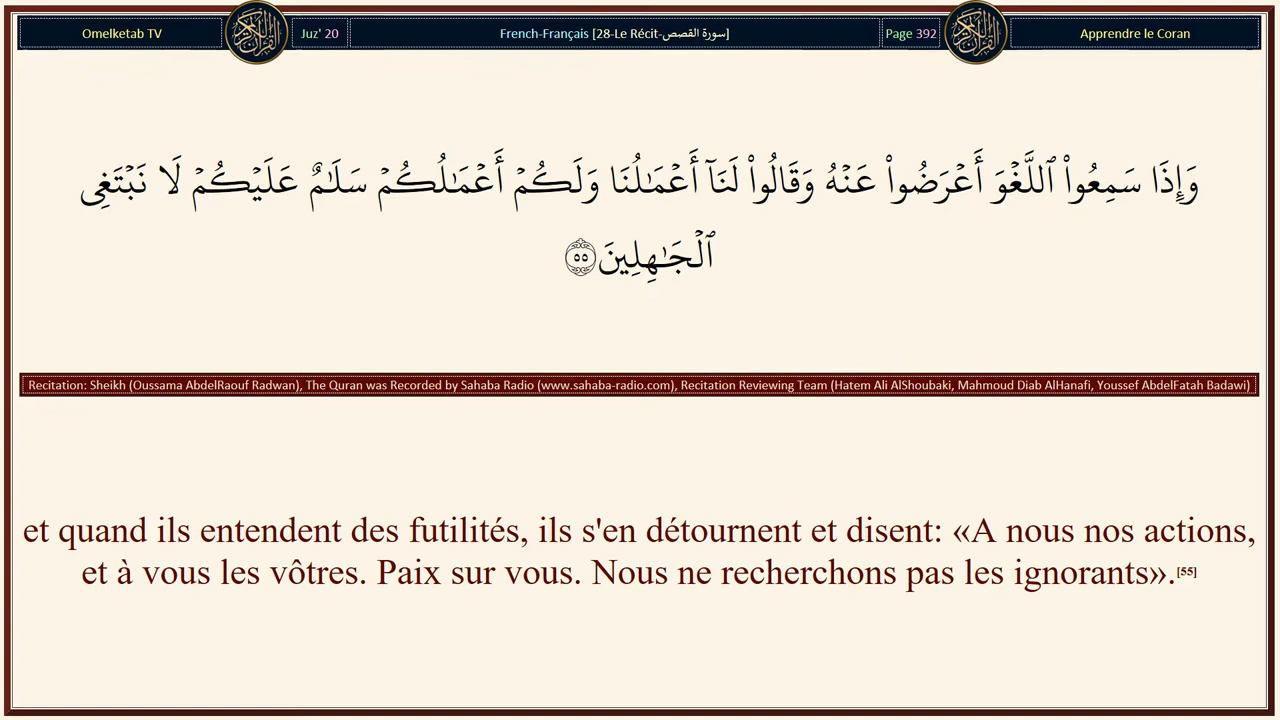 Omelketab TV
Juz' 20
French-Français [28-Le Récit-سورة القصص]
Page 392
Apprendre le Coran
وَإِذَا سَمِعُوا۟ ٱللَّغْوَ أَعْرَضُوا۟ عَنْهُ وَقَالُوا۟ لَنَآ أَعْمَـٰلُنَا وَلَكُمْ أَعْمَـٰلُكُمْ سَلَـٰمٌ عَلَيْكُمْ لَا نَبْتَغِى
ٱلْجَـٰهِلِينَ ٥٥
Recitation: Sheikh (Oussama AbdelRaouf Radwan), The Quran was Recorded by Sahaba Radio (www.sahaba-radio.com), Recitation Reviewing Team (Hatem Ali AlShoubaki, Mahmoud Diab AlHanafi, Youssef AbdelFatah Badawi)
et quand ils entendent des futilités, ils s'en détournent et disent: «A nous nos actions,
et à vous les vôtres. Paix sur vous. Nous ne recherchons pas les ignorants».[55]